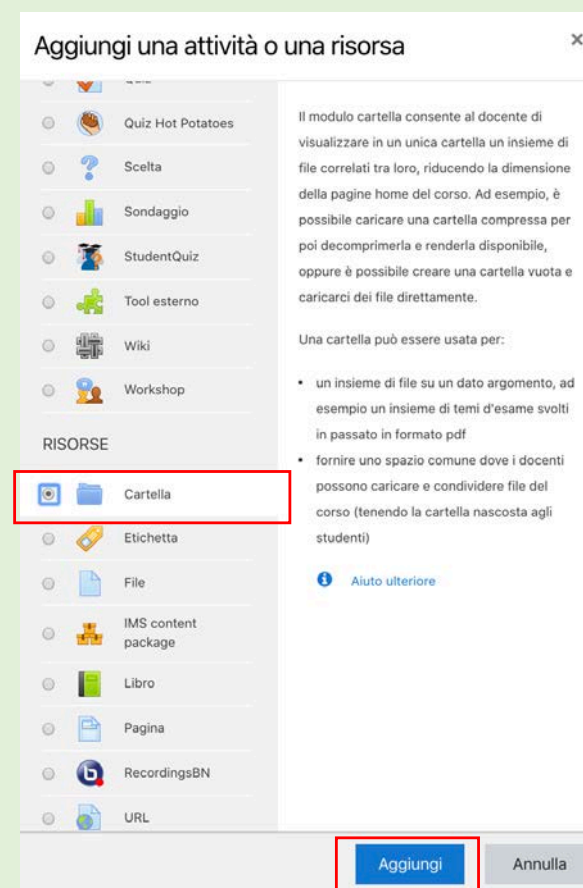 Aggiungi una attività o una risorsa
×
Quiz Hot Potatoes
Scelta
Sondaggio
StudentQuiz
Tool esterno
Wiki
Workshop
RISORSE
Cartella
Etichetta
File
IMS content
package
Libro
Pagina
RecordingsBN
URL
Il modulo cartella consente al docente di
visualizzare in un unica cartella un insieme di
file correlati tra loro, riducendo la dimensione
della pagine home del corso. Ad esempio, è
possibile caricare una cartella compressa per
poi decomprimerla e renderla disponibile,
oppure è possibile creare una cartella vuota e
caricarci dei file direttamente.
Una cartella può essere usata per:
• un insieme di file su un dato argomento, ad
esempio un insieme di temi d'esame svolti
in passato in formato pdf
• fornire uno spazio comune dove i docenti
possono caricare e condividere file del
corso (tenendo la cartella nascosta agli
studenti)
Aiuto ulteriore
Aggiungi
Annulla